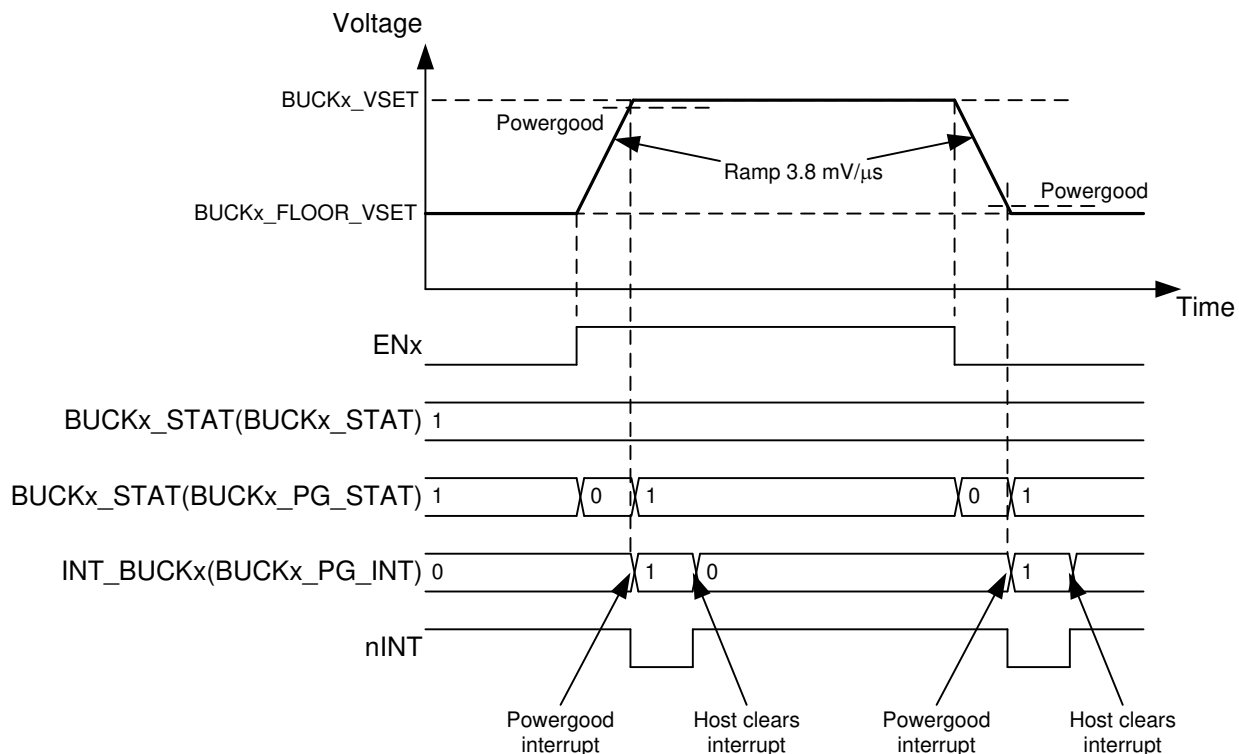 Voltage
BUCKx_VSET
Powergood
Ramp 3.8 mV/μs
Powergood
BUCKx_FLOOR_VSET
Time
ENx
BUCKx_STAT(BUCKx_STAT) 1
BUCKx_STAT(BUCKx_PG_STAT) 1 0 1 0 1
INT_BUCKx(BUCKx_PG_INT) 0 1 0 1
nINT
Powergood
interrupt
Host clears
interrupt
Powergood
interrupt
Host clears
interrupt